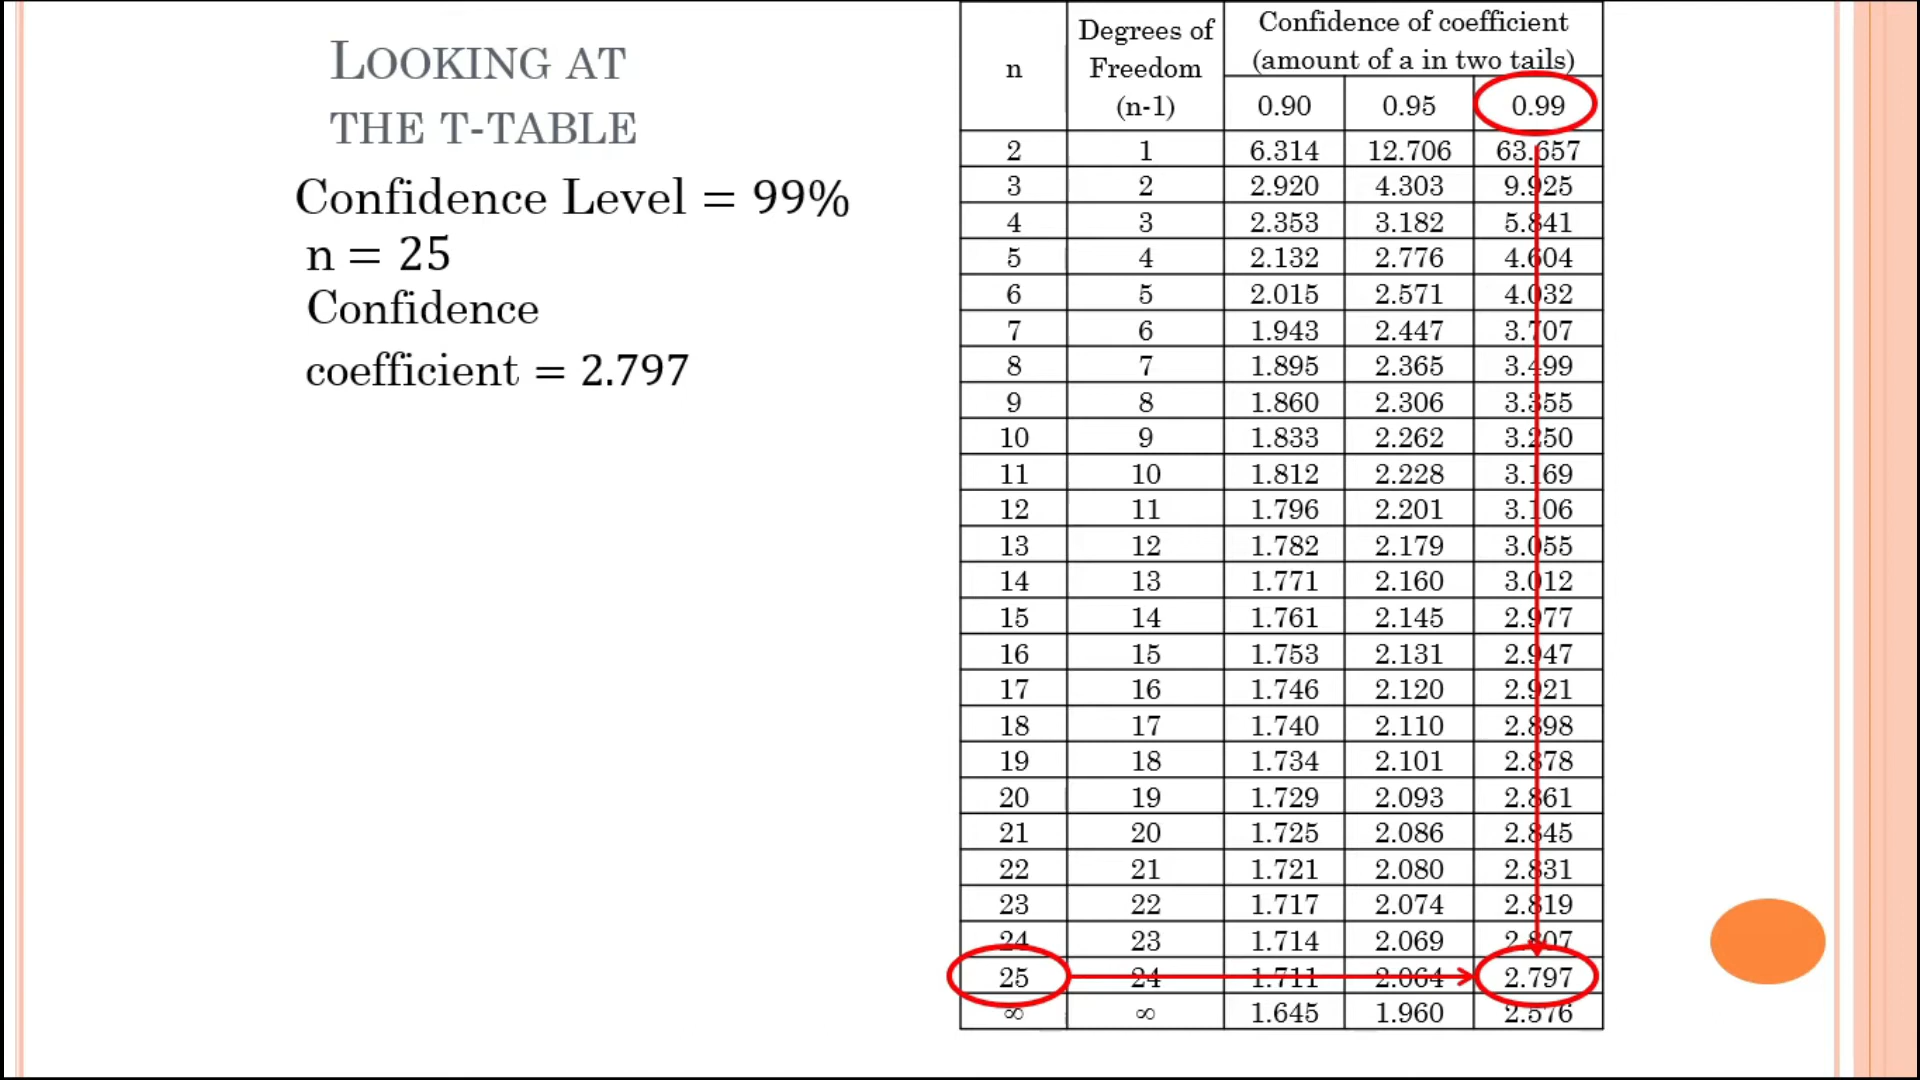 LOOKING AT
THE T-TABLE
Confidence Level = 99%
n = 25
Confidence
coefficient = 2.797
n Degrees of Freedom (n-1) Confidence of coefficient
(amount of a in two tails)
0.90 0.95 0.99
2 1 6.314 12.706 63.657
3 2 2.920 4.303 9.925
4 3 2.353 3.182 5.841
5 4 2.132 2.776 4.604
6 5 2.015 2.571 4.032
7 6 1.943 2.447 3.707
8 7 1.895 2.365 3.499
9 8 1.860 2.306 3.355
10 9 1.833 2.262 3.250
11 10 1.812 2.228 3.169
12 11 1.796 2.201 3.106
13 12 1.782 2.179 3.055
14 13 1.771 2.160 3.012
15 14 1.761 2.145 2.977
16 15 1.753 2.131 2.947
17 16 1.746 2.120 2.921
18 17 1.740 2.110 2.898
19 18 1.734 2.101 2.878
20 19 1.729 2.093 2.861
21 20 1.725 2.086 2.845
22 21 1.721 2.080 2.831
23 22 1.717 2.074 2.819
24 23 1.714 2.069 2.807
25 24 1.711 2.064 2.797
∞ ∞ 1.645 1.960 2.576